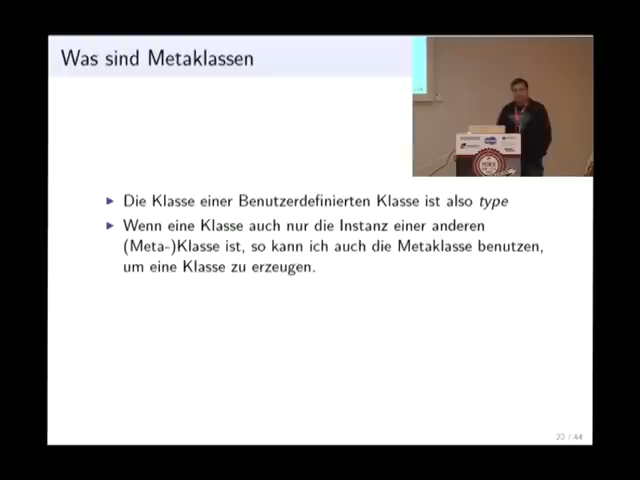 Was sind Metaklassen
Die Klasse einer Benutzerdefinierten Klasse ist also type
Wenn eine Klasse auch nur die Instanz einer anderen
(Meta-)Klasse ist, so kann ich auch die Metaklasse benutzen,
um eine Klasse zu erzeugen.
23 / 44